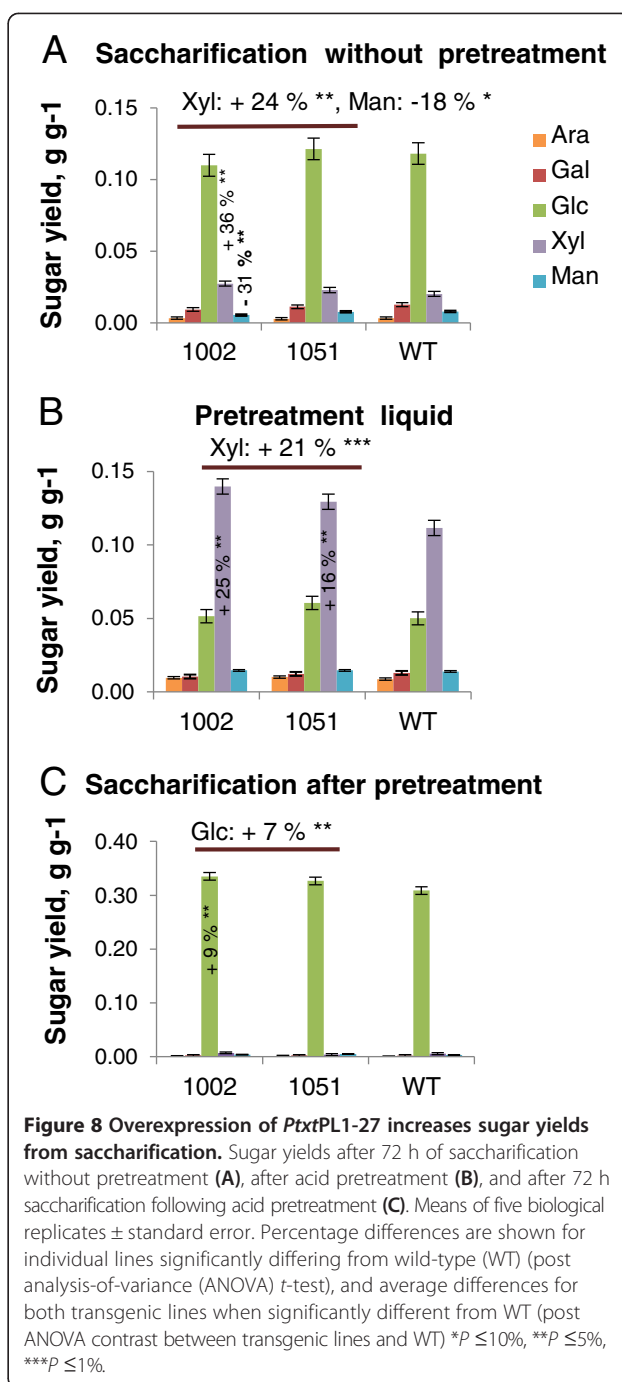 A Saccharification without pretreatment
Xyl: + 24 % **, Man: -18 % *
Sugar yield, g g-1
0.15
0.10
0.05
0.00
+ 36 % **
- 31 % **
Ara
Gal
Glc
Xyl
Man
1002 1051 WT
B Pretreatment liquid
Xyl: + 21 % ***
Sugar yield, g g-1
0.15
0.10
0.05
0.00
+ 25 % **
+ 16 % **
1002 1051 WT
C Saccharification after pretreatment
Glc: + 7 % **
Sugar yield, g g-1
0.40
0.30
0.20
0.10
0.00
+ 9 % **
1002 1051 WT
Figure 8 Overexpression of PtxtPL1-27 increases sugar yields
from saccharification. Sugar yields after 72 h of saccharification
without pretreatment (A), after acid pretreatment (B), and after 72 h
saccharification following acid pretreatment (C). Means of five biological
replicates ± standard error. Percentage differences are shown for
individual lines significantly differing from wild-type (WT) (post
analysis-of-variance (ANOVA) t-test), and average differences for
both transgenic lines when significantly different from WT (post
ANOVA contrast between transgenic lines and WT) *P ≤10%, **P ≤5%,
***P ≤1%.